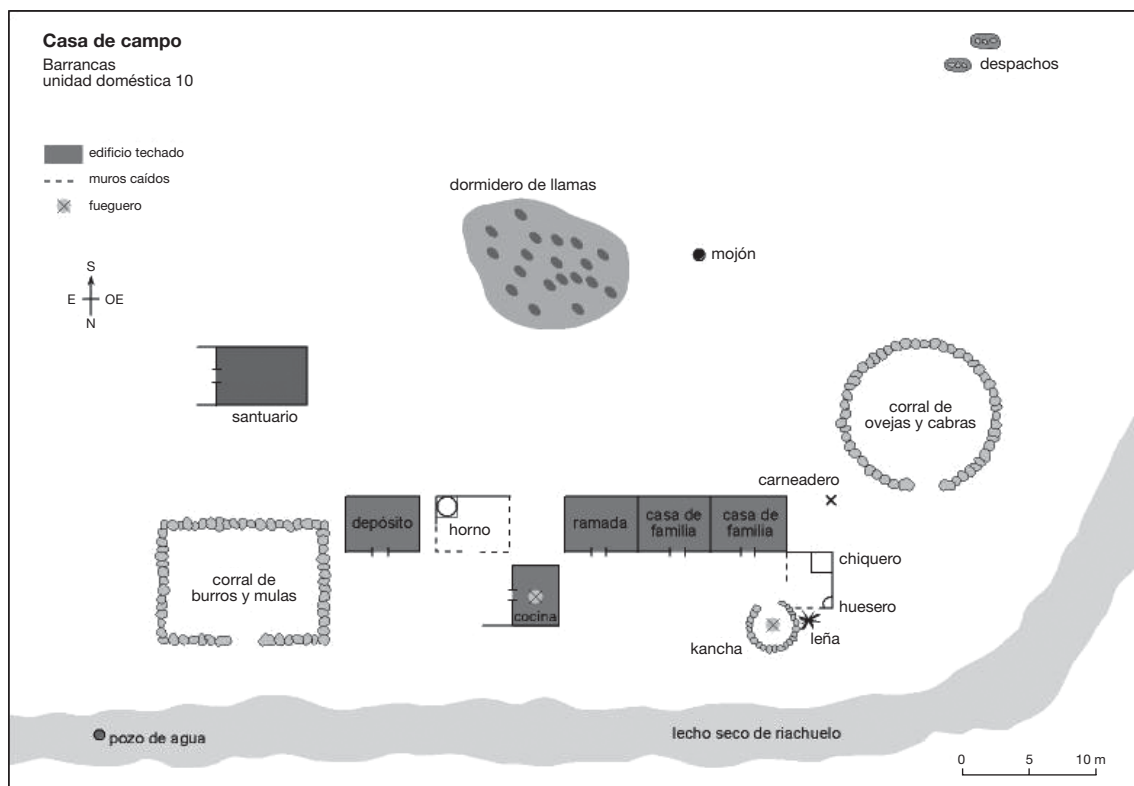 Casa de campo
Barrancas
unidad doméstica 10
despachos
edificio techado
muros caídos
fueguero
dormidero de llamas
mojón
S
E OE
N
santuario
corral de
ovejas y cabras
carneadero
depósito
horno
ramada
casa de
familia
casa de
familia
chiquero
corral de
burros y mulas
cocina
huesero
leña
kancha
pozo de agua
lecho seco de riachuelo
0 5 10 m